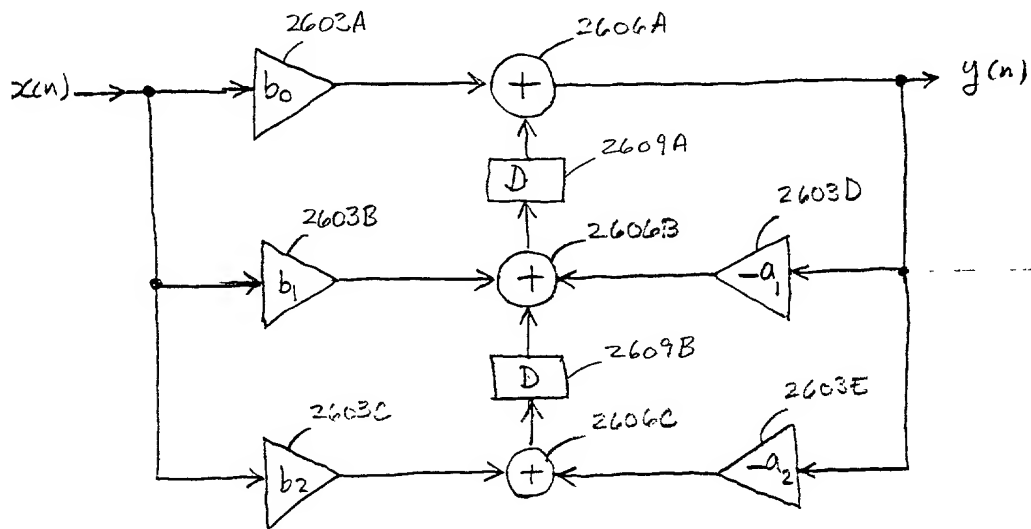 2603A
2606A
x(n)
b0
+
y(n)
2609A
D
2603B
2606B
2603D
b1
+
-a1
2609B
D
2603C
2606C
2603E
b2
+
-a2